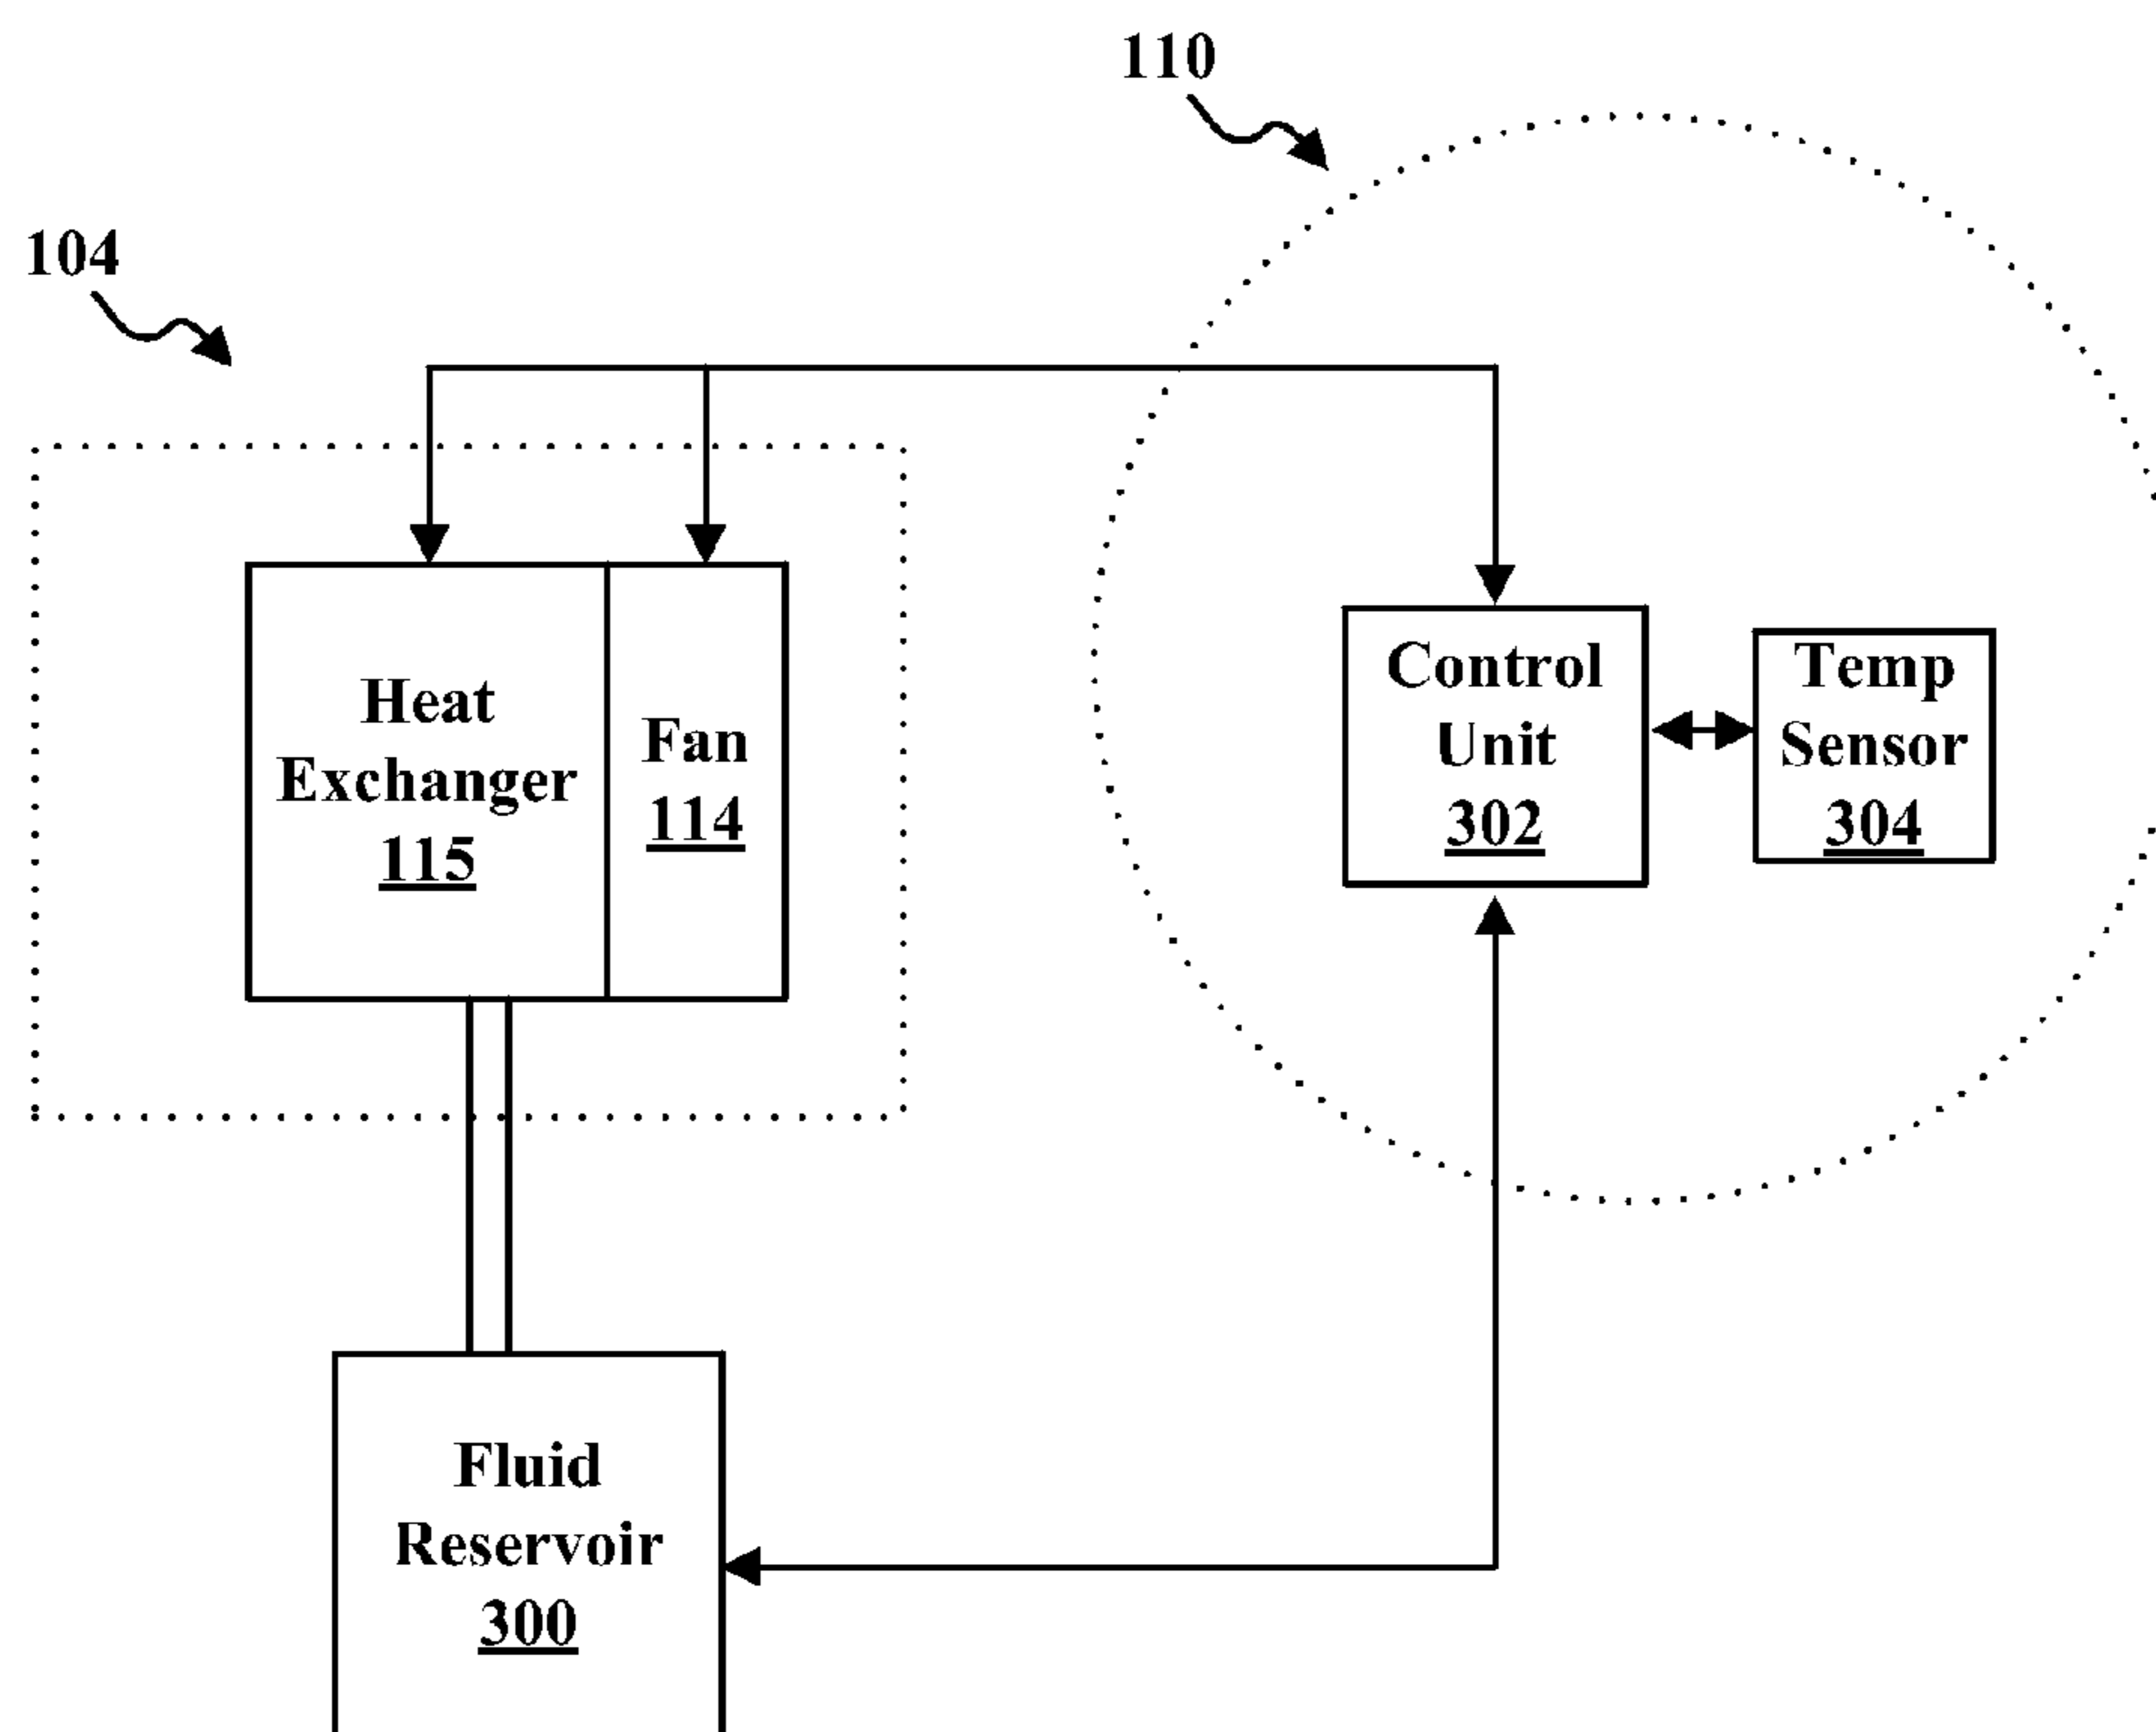 110
104
Heat
Exchanger
115
Fan
114
Control
Unit
302
Temp
Sensor
304
Fluid
Reservoir
300